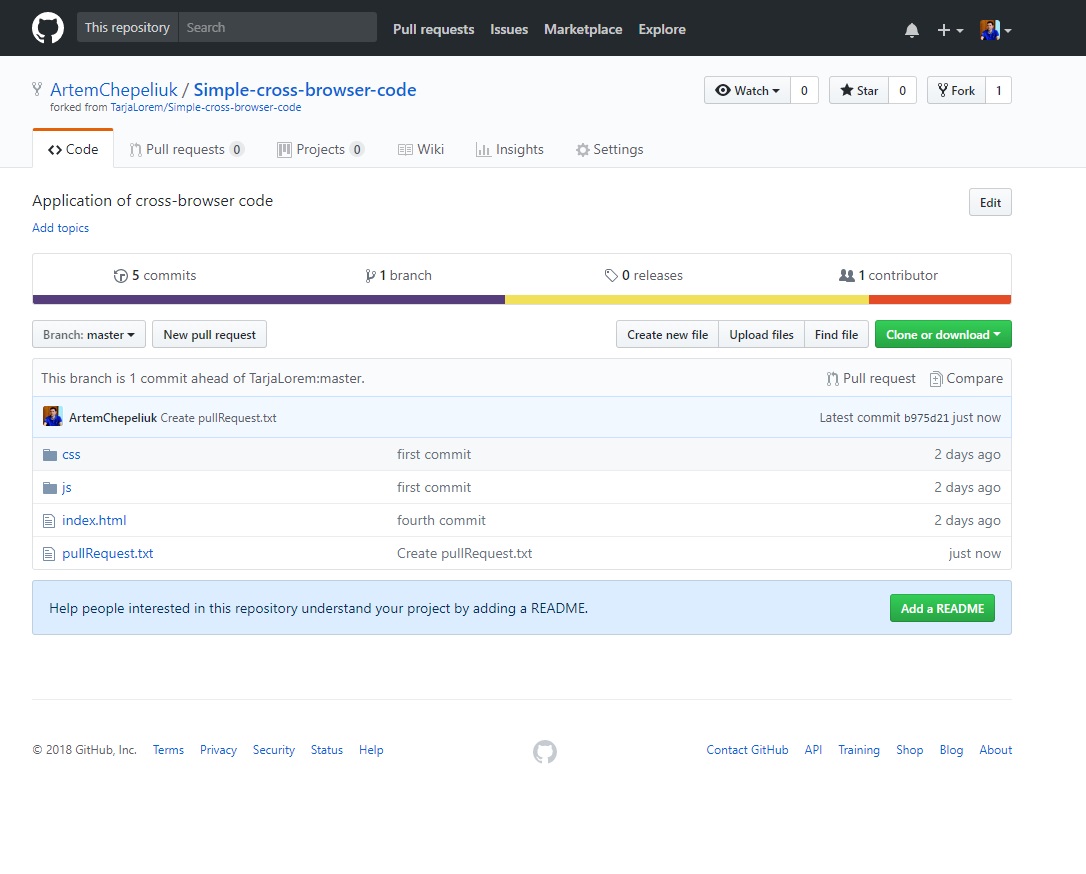 This repository Search Pull requests Issues Marketplace Explore
ArtemChepeliuk / Simple-cross-browser-code Watch 0 Star 0 Fork 1
forked from TarjaLorem/Simple-cross-browser-code
Code Pull requests 0 Projects 0 Wiki Insights Settings
Application of cross-browser code Edit
Add topics
5 commits 1 branch 0 releases 1 contributor
Branch: master New pull request Create new file Upload files Find file Clone or download
This branch is 1 commit ahead of TarjaLorem:master. Pull request Compare
ArtemChepeliuk Create pullRequest.txt Latest commit b975d21 just now
css first commit 2 days ago
js first commit 2 days ago
index.html fourth commit 2 days ago
pullRequest.txt Create pullRequest.txt just now
Help people interested in this repository understand your project by adding a README. Add a README
© 2018 GitHub, Inc. Terms Privacy Security Status Help Contact GitHub API Training Shop Blog About